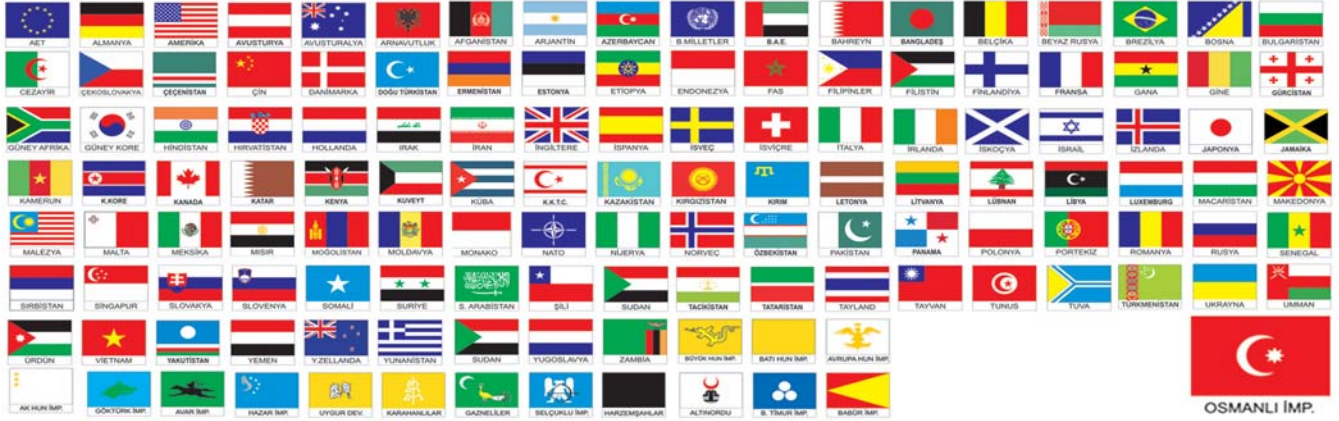 AET ALMANYA AMERİKA AVUSTURYA AVUSTURALYA ARNAVUTLUK AFGANİSTAN ARJANTİN AZERBAYCAN B.MİLLETLER B.A.E. BAHREYN BANGLADEŞ BELÇİKA BEYAZ RUSYA BREZİLYA BOSNA BULGARİSTAN
CEZAYİR ÇEKOSLOVAKYA ÇEÇENİSTAN ÇİN DANİMARKA DOĞU TÜRKİSTAN ERMENİSTAN ESTONYA ETİOPYA ENDONEZYA FAS FİLİPİNLER FİLİSTİN FİNLANDİYA FRANSA GANA GİNE GÜRCİSTAN
GÜNEY AFRİKA GÜNEY KORE HİNDİSTAN HIRVATİSTAN HOLLANDA IRAK İRAN İNGİLTERE İSPANYA İSVEÇ İSVİÇRE İTALYA İRLANDA İSKOÇYA İSRAİL İZLANDA JAPONYA JAMAİKA
KAMERUN K.KORE KANADA KATAR KENYA KUVEYT KÜBA K.K.T.C. KAZAKİSTAN KIRGIZİSTAN KIRIM LETONYA LİTVANYA LÜBNAN LİBYA LUXEMBURG MACARİSTAN MAKEDONYA
MALEZYA MALTA MEKSİKA MISIR MOGOLİSTAN MOLDAVYA MONAKO NATO NİJERYA NORVEÇ ÖZBEKİSTAN PAKİSTAN PANAMA POLONYA PORTEKİZ ROMANYA RUSYA SENEGAL
SIRBİSTAN SİNGAPUR SLOVAKYA SLOVENYA SOMALİ SURİYE S. ARABİSTAN ŞİLİ SUDAN TACİKİSTAN TATARİSTAN TAYLAND TAYVAN TUNUS TUVA TÜRKMENİSTAN UKRAYNA UMMAN
ÜRDÜN VİETNAM YAKUTİSTAN YEMEN Y.ZELLANDA YUNANİSTAN SUDAN YUGOSLAVYA ZAMBİA BÜYÜK HUN İMP. BATI HUN İMP. AVRUPA HUN İMP.
AK HUN İMP. GÖKTÜRK İMP. AVAR İMP. HAZAR İMP. UYGUR DEV. KARAHANLILAR GAZNELİLER SELÇUKLU İMP. HARZEMŞAHLAR ALTINORDU B. TİMUR İMP. BABÜR İMP.
OSMANLI İMP.